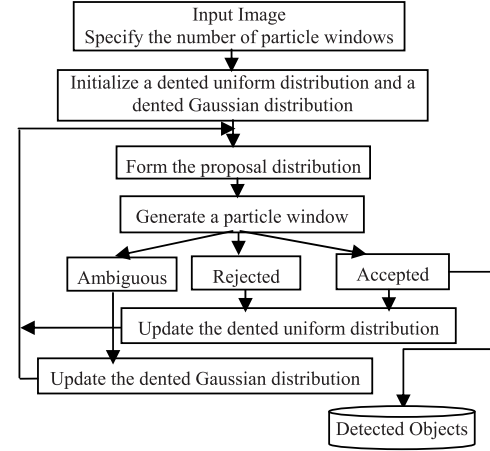 Input Image
Specify the number of particle windows
Initialize a dented uniform distribution and a
dented Gaussian distribution
Form the proposal distribution
Generate a particle window
Ambiguous
Rejected
Accepted
Update the dented uniform distribution
Update the dented Gaussian distribution
Detected Objects